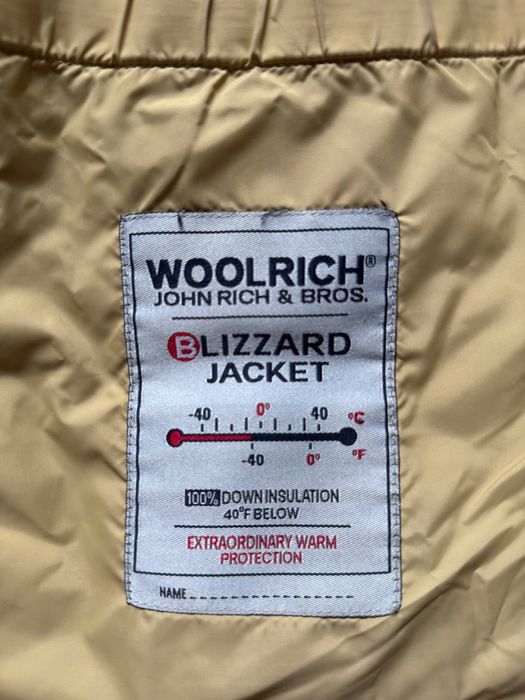 WOOLRICH®
JOHN RICH & BROS.
BLIZZARD
JACKET
-40 0° 40 °C
-40 0° °F
100% DOWN INSULATION
40°F BELOW
EXTRAORDINARY WARM
PROTECTION
NAME